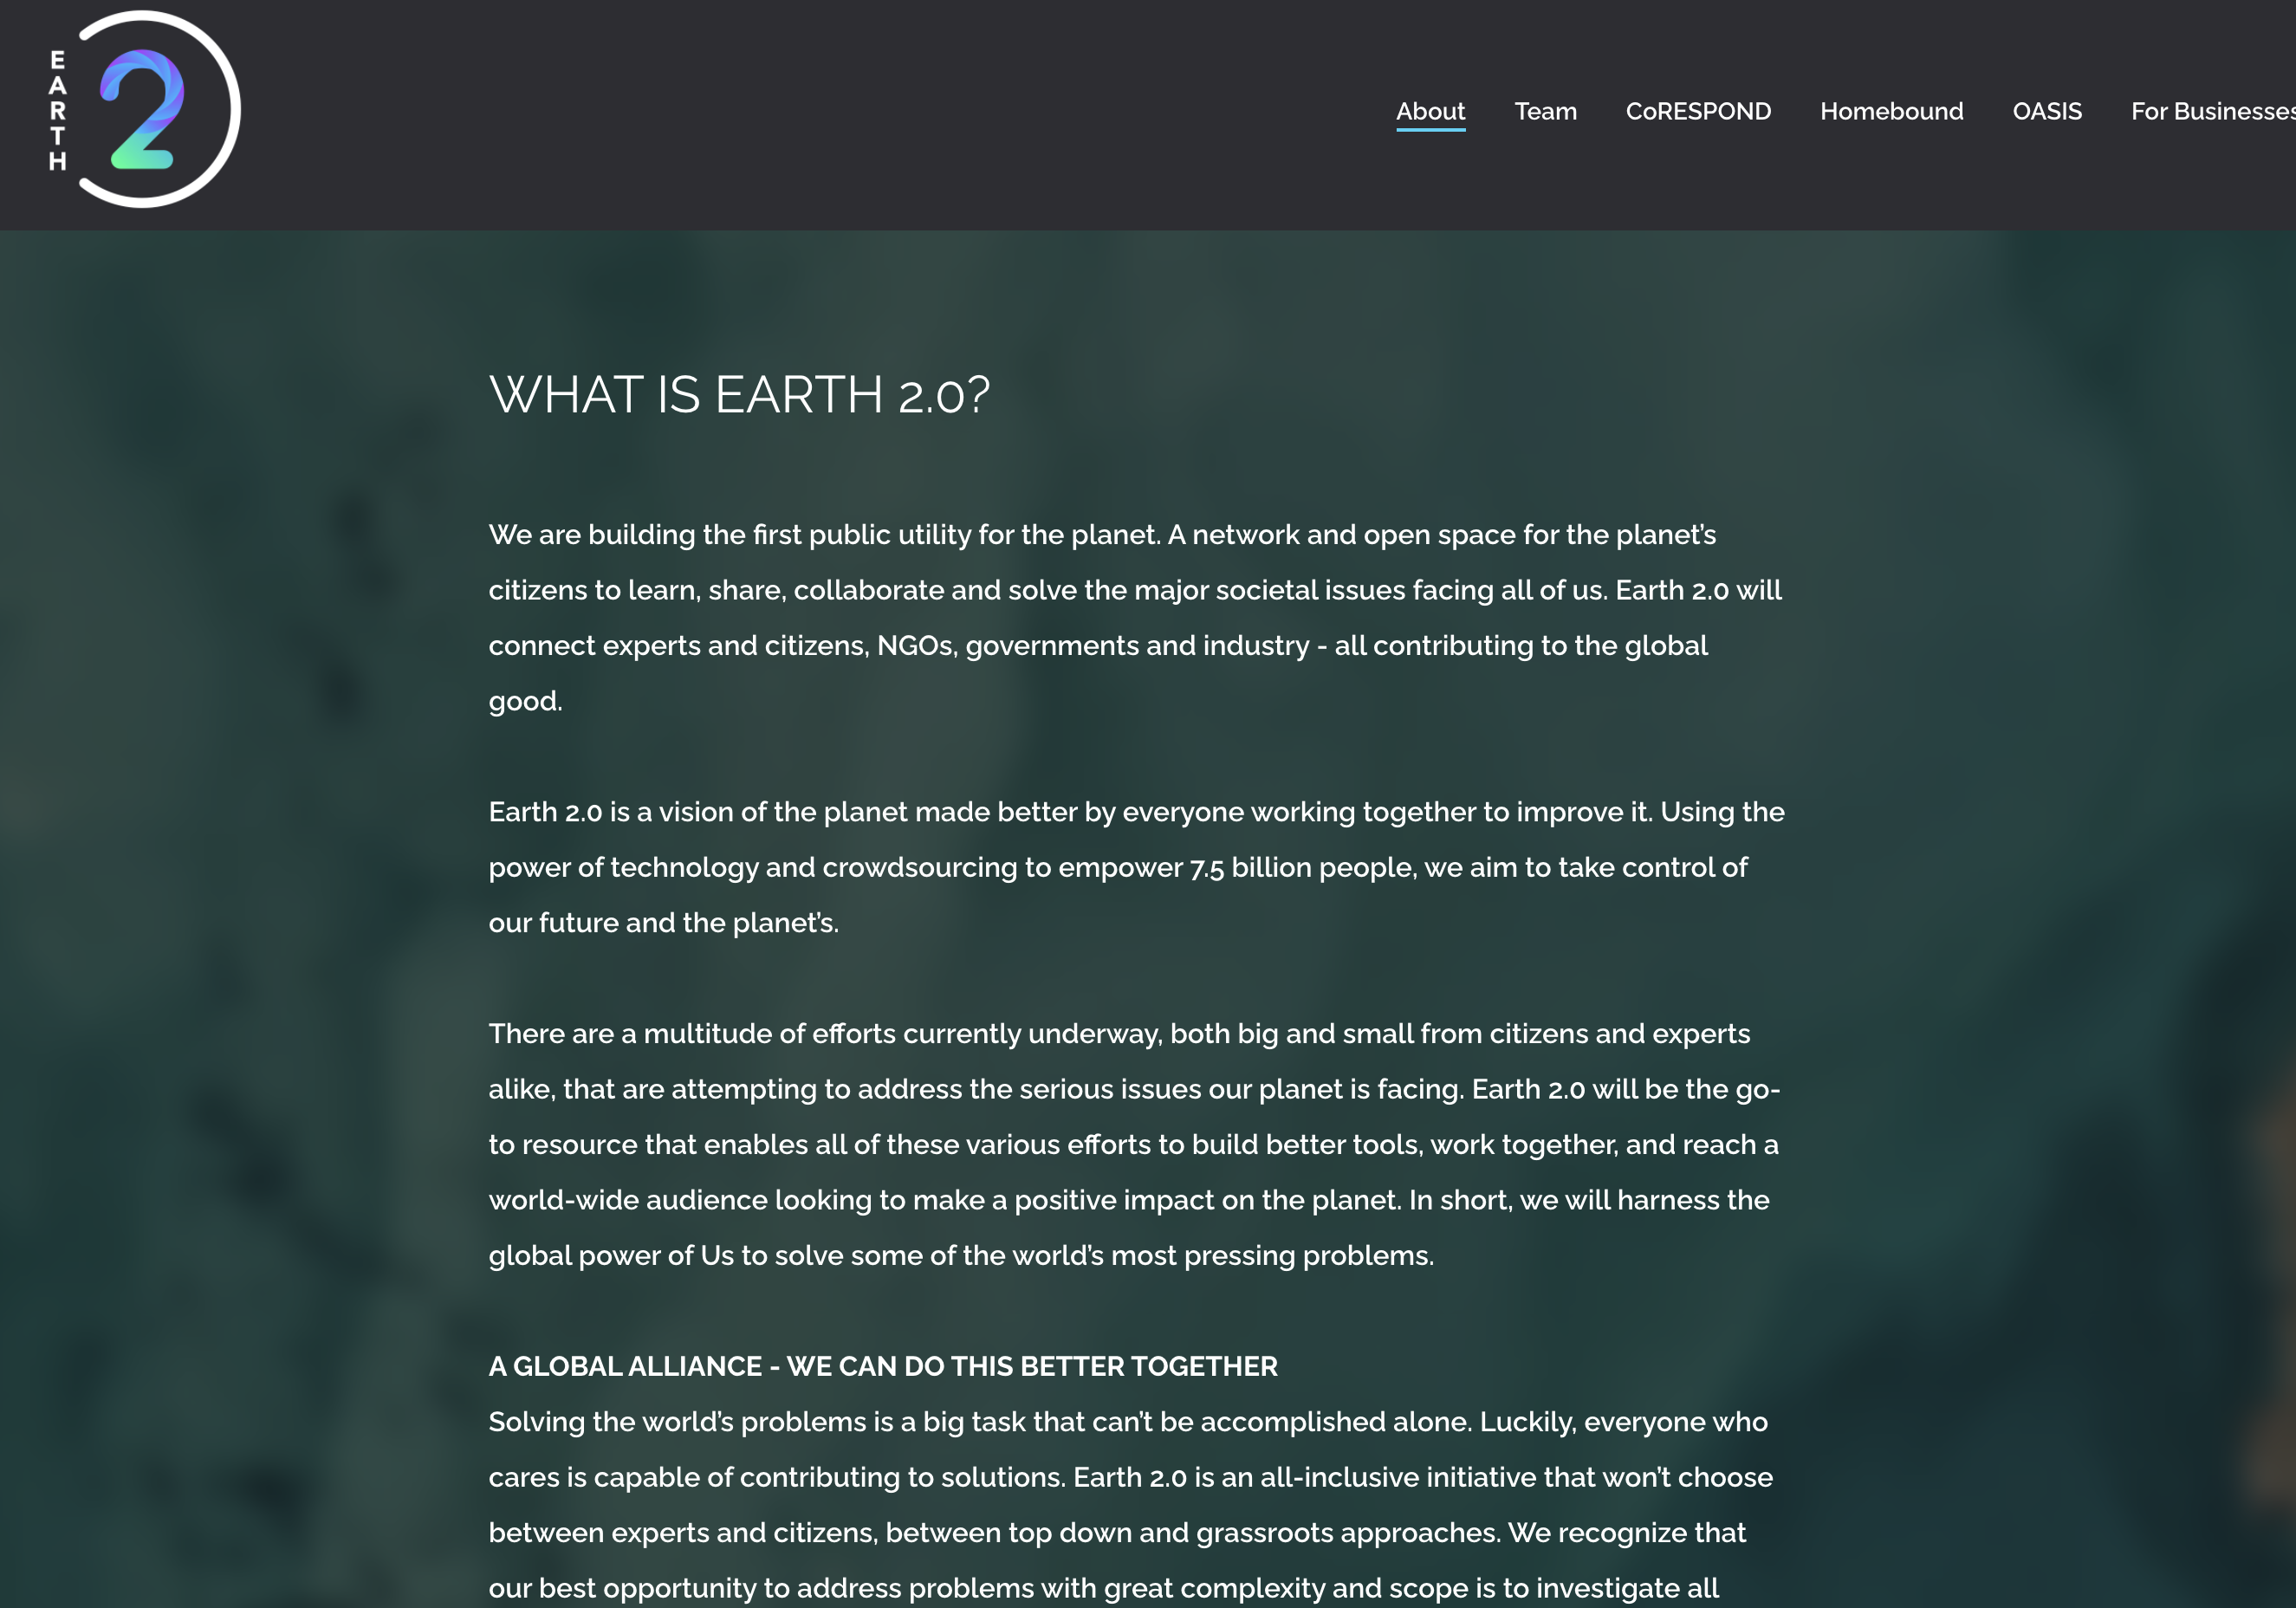 EARTH
2
About Team CoRESPOND Homebound OASIS For Businesses
WHAT IS EARTH 2.0?
We are building the first public utility for the planet. A network and open space for the planet’s
citizens to learn, share, collaborate and solve the major societal issues facing all of us. Earth 2.0 will
connect experts and citizens, NGOs, governments and industry - all contributing to the global
good.
Earth 2.0 is a vision of the planet made better by everyone working together to improve it. Using the
power of technology and crowdsourcing to empower 7.5 billion people, we aim to take control of
our future and the planet’s.
There are a multitude of efforts currently underway, both big and small from citizens and experts
alike, that are attempting to address the serious issues our planet is facing. Earth 2.0 will be the go-
to resource that enables all of these various efforts to build better tools, work together, and reach a
world-wide audience looking to make a positive impact on the planet. In short, we will harness the
global power of Us to solve some of the world’s most pressing problems.
A GLOBAL ALLIANCE - WE CAN DO THIS BETTER TOGETHER
Solving the world’s problems is a big task that can’t be accomplished alone. Luckily, everyone who
cares is capable of contributing to solutions. Earth 2.0 is an all-inclusive initiative that won’t choose
between experts and citizens, between top down and grassroots approaches. We recognize that
our best opportunity to address problems with great complexity and scope is to investigate all